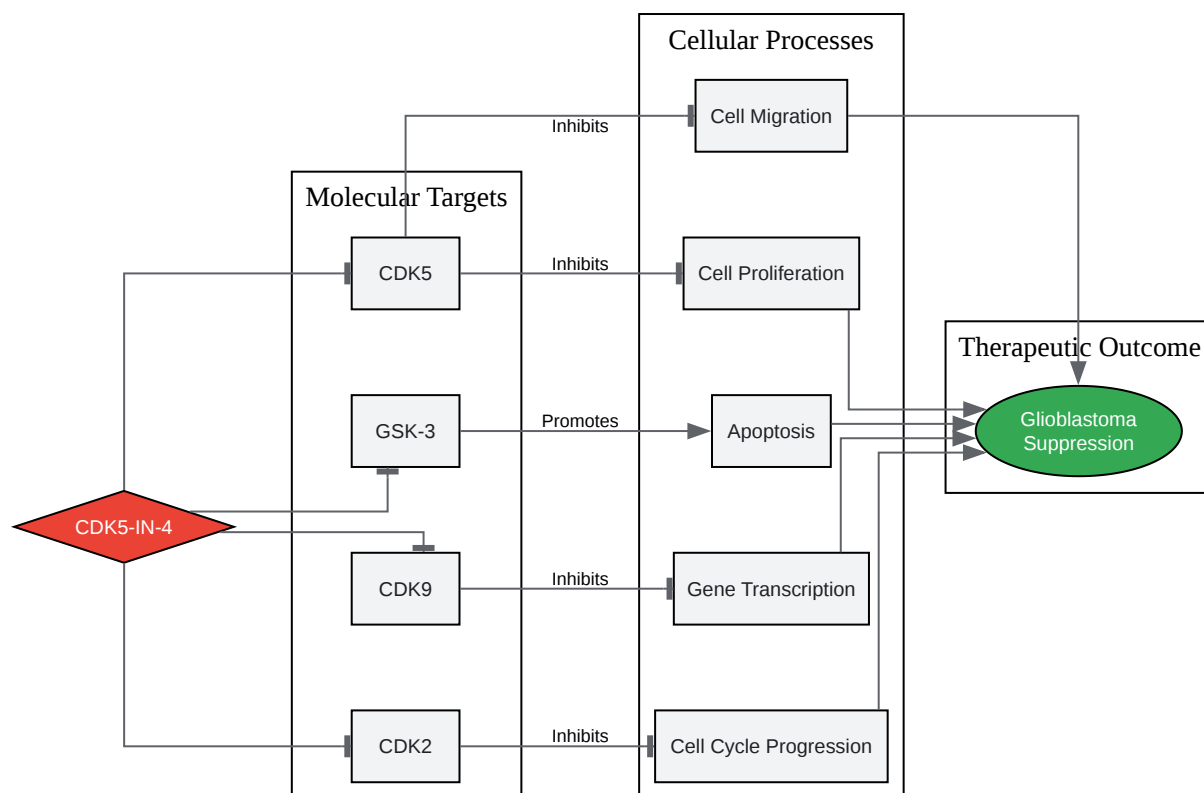 Cellular Processes
Cell Migration
Inhibits
Molecular Targets
CDK5
Inhibits
Cell Proliferation
Therapeutic Outcome
GSK-3
Promotes
Apoptosis
Glioblastoma
Suppression
CDK5-IN-4
CDK9
Inhibits
Gene Transcription
CDK2
Inhibits
Cell Cycle Progression